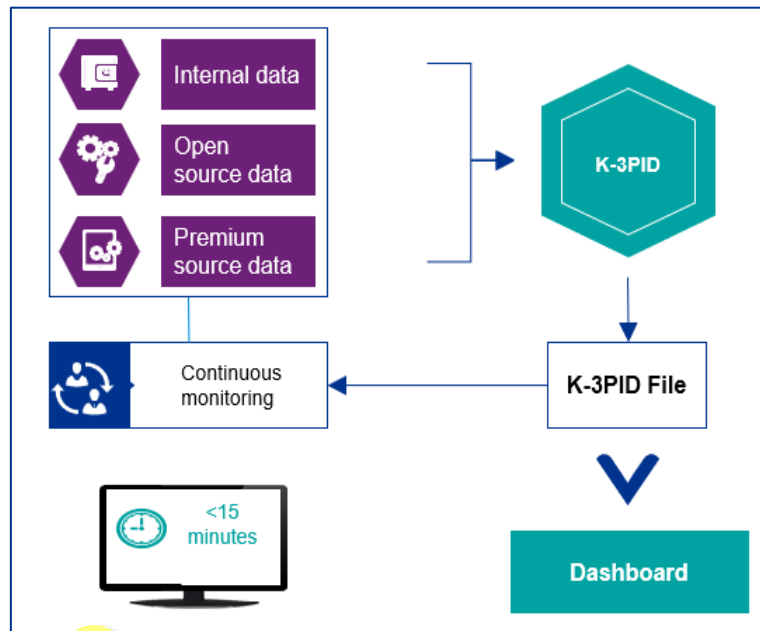 Internal data
Open
source data
Premium
source data
K-3PID
Continuous
monitoring
K-3PID File
<15
minutes
Dashboard